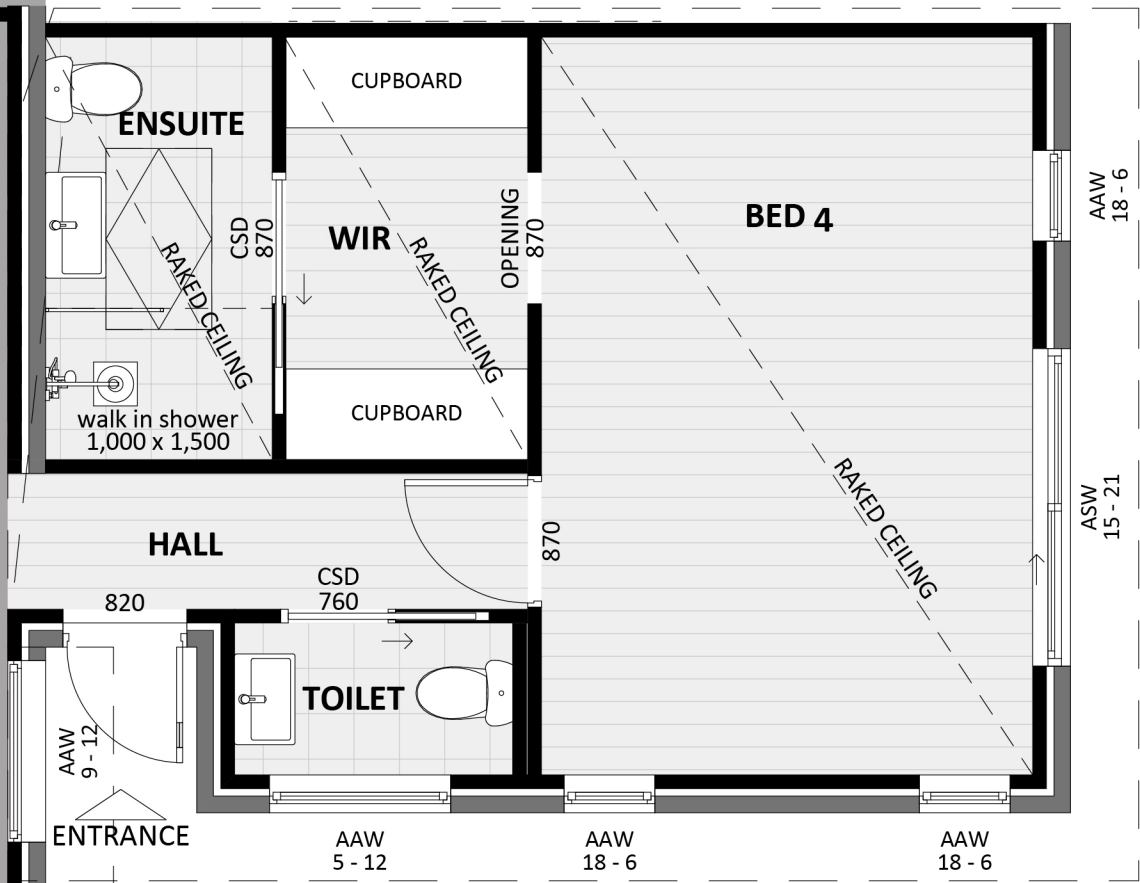 CUPBOARD
ENSUITE
AAW
18 - 6
CSD
870
WIR
OPENING
870
BED 4
RAKED CEILING
RAKED CEILING
CUPBOARD
walk in shower
1,000 x 1,500
RAKED CEILING
ASW
15 - 21
HALL
870
CSD
760
820
TOILET
AAW
9 - 12
ENTRANCE
AAW
5 - 12
AAW
18 - 6
AAW
18 - 6